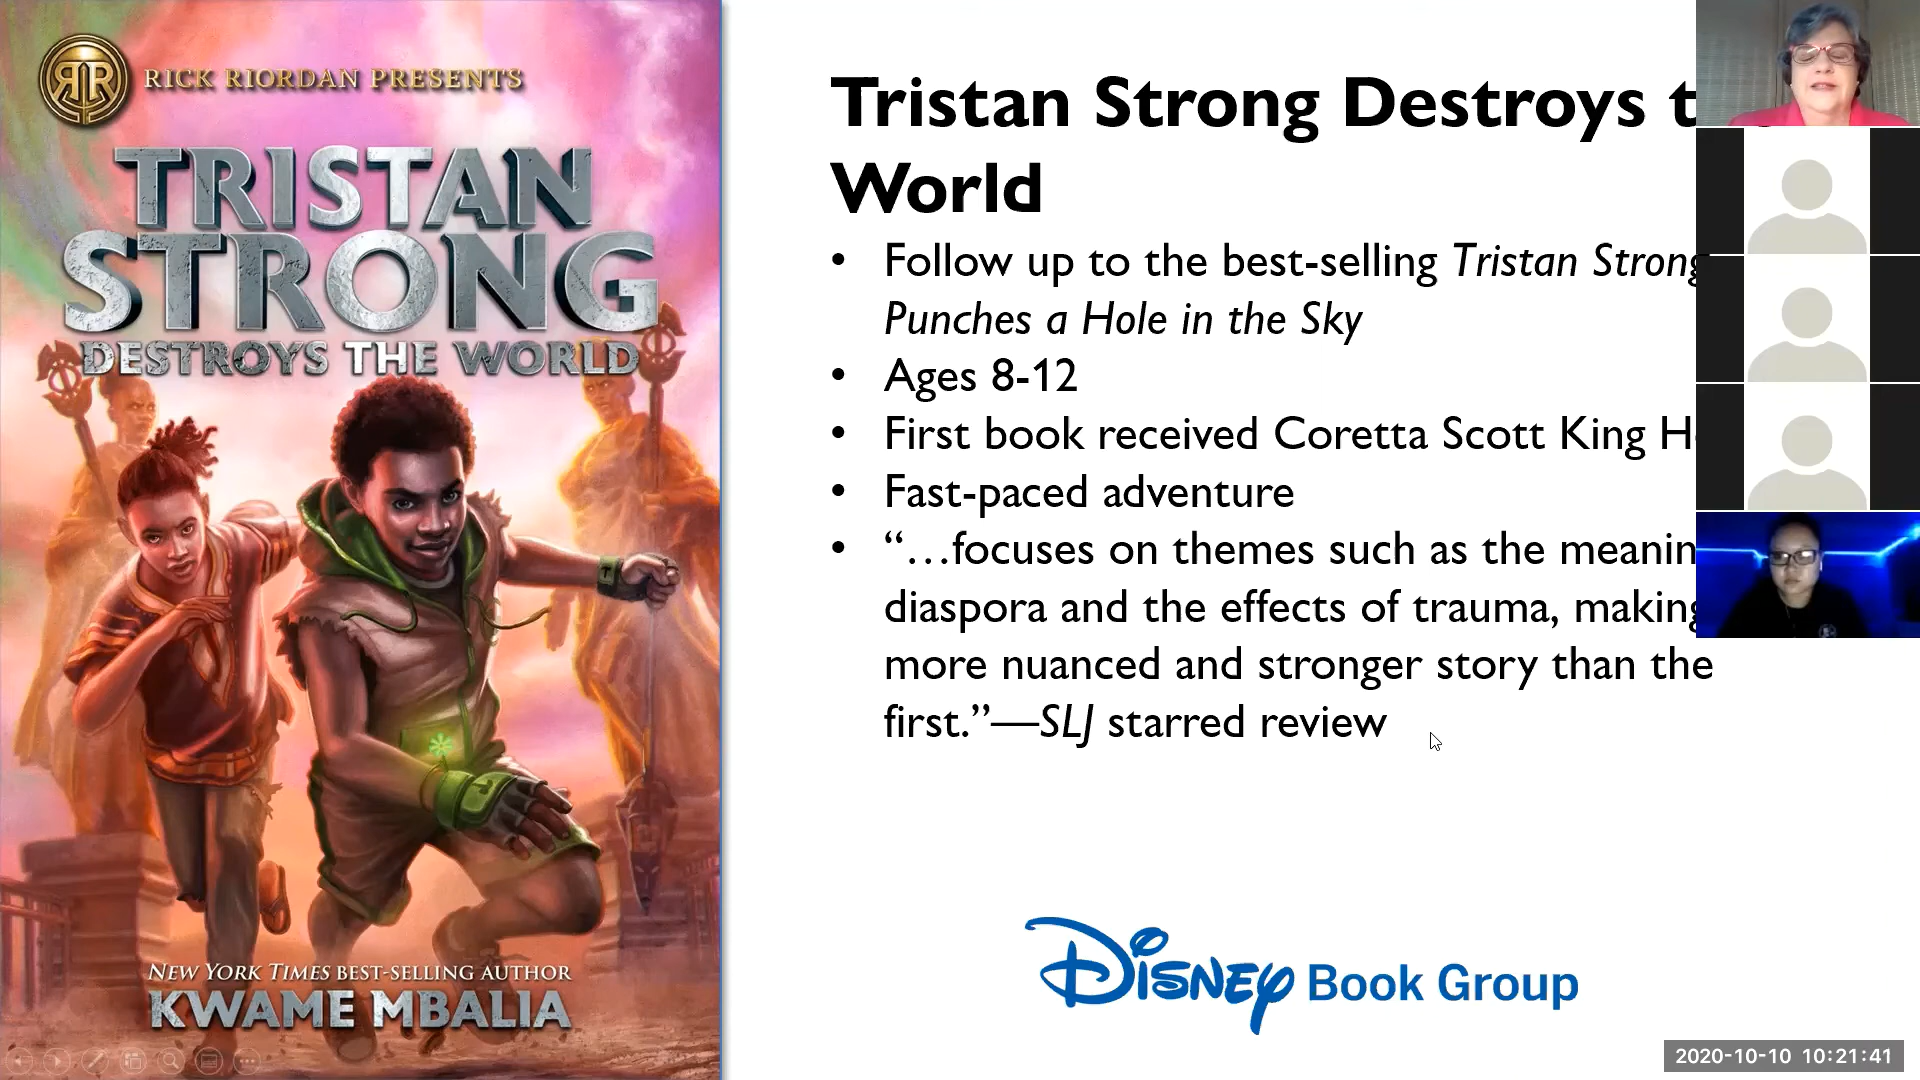 RICK RIORDAN PRESENTS
TRISTAN
STRONG
DESTROYS THE WORLD
NEW YORK TIMES BEST-SELLING AUTHOR
KWAME MBALIA
Tristan Strong Destroys
World
• Follow up to the best-selling Tristan Strong
Punches a Hole in the Sky
• Ages 8-12
• First book received Coretta Scott King
• Fast-paced adventure
• “…focuses on themes such as the
diaspora and the effects of trauma, making
more nuanced and stronger story than the
first.”—SLJ starred review
Disney Book Group
2020-10-10 10:21:41